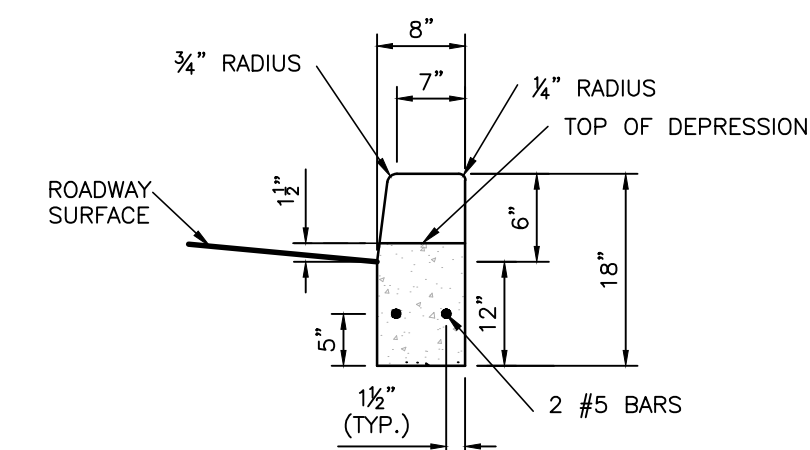 8"
¾" RADIUS
7"
¼" RADIUS
TOP OF DEPRESSION
ROADWAY
SURFACE
1½"
6"
18"
12"
5"
1½"
(TYP.)
2 #5 BARS